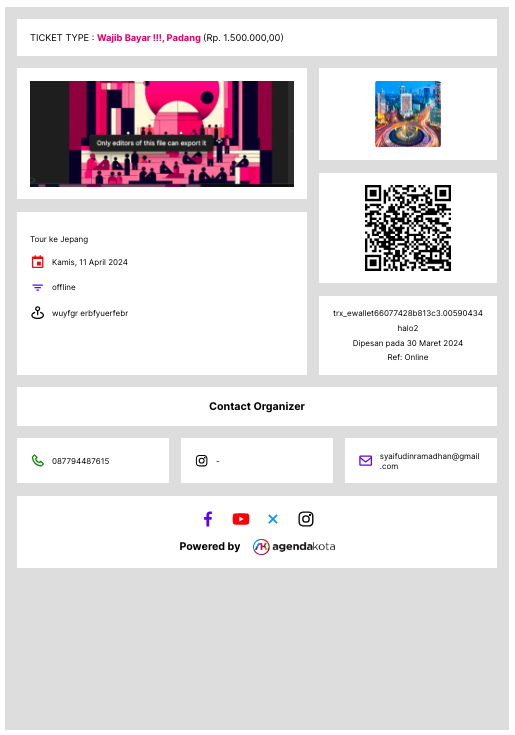 TICKET TYPE : Wajib Bayar !!!, Padang (Rp. 1.500.000,00)
Only editors of this file can export it
Tour ke Jepang
Kamis, 11 April 2024
offline
wuyfgr erbfyuerfebr
trx_ewallet66077428b813c3.00590434
halo2
Dipesan pada 30 Maret 2024
Ref: Online
Contact Organizer
087794487615
-
syaifudinramadhan@gmail
.com
Powered by agendakota